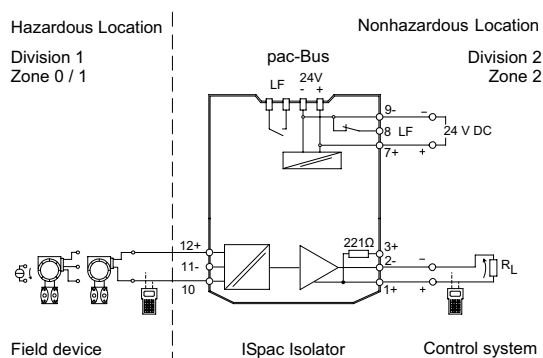 Hazardous Location
Nonhazardous Location
Division 1
Zone 0 / 1
Division 2
Zone 2
pac-Bus
LF
24V
- +
9-
8 LF
7+
–
+
24 V DC
12+
11-
10
221Ω
3+
2-
1+
–
+
RL
Field device
ISpac Isolator
Control system